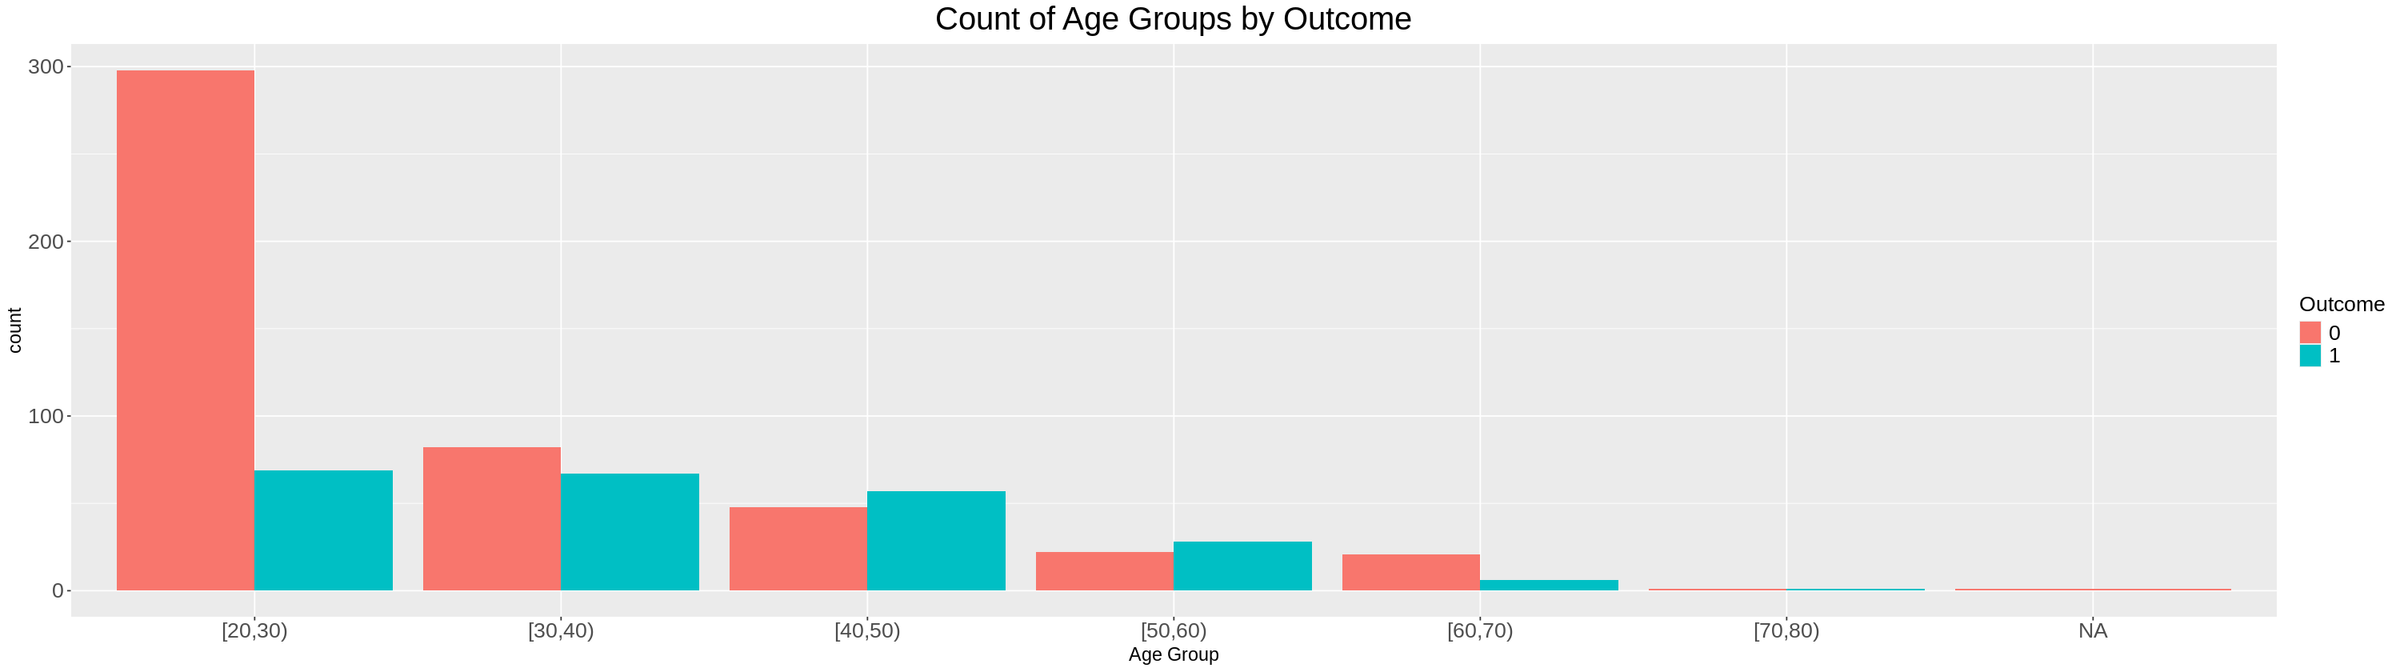 Count of Age Groups by Outcome
300
200
100
0
count
[20,30)
[30,40)
[40,50)
[50,60)
[60,70)
[70,80)
NA
Age Group
Outcome
0
1